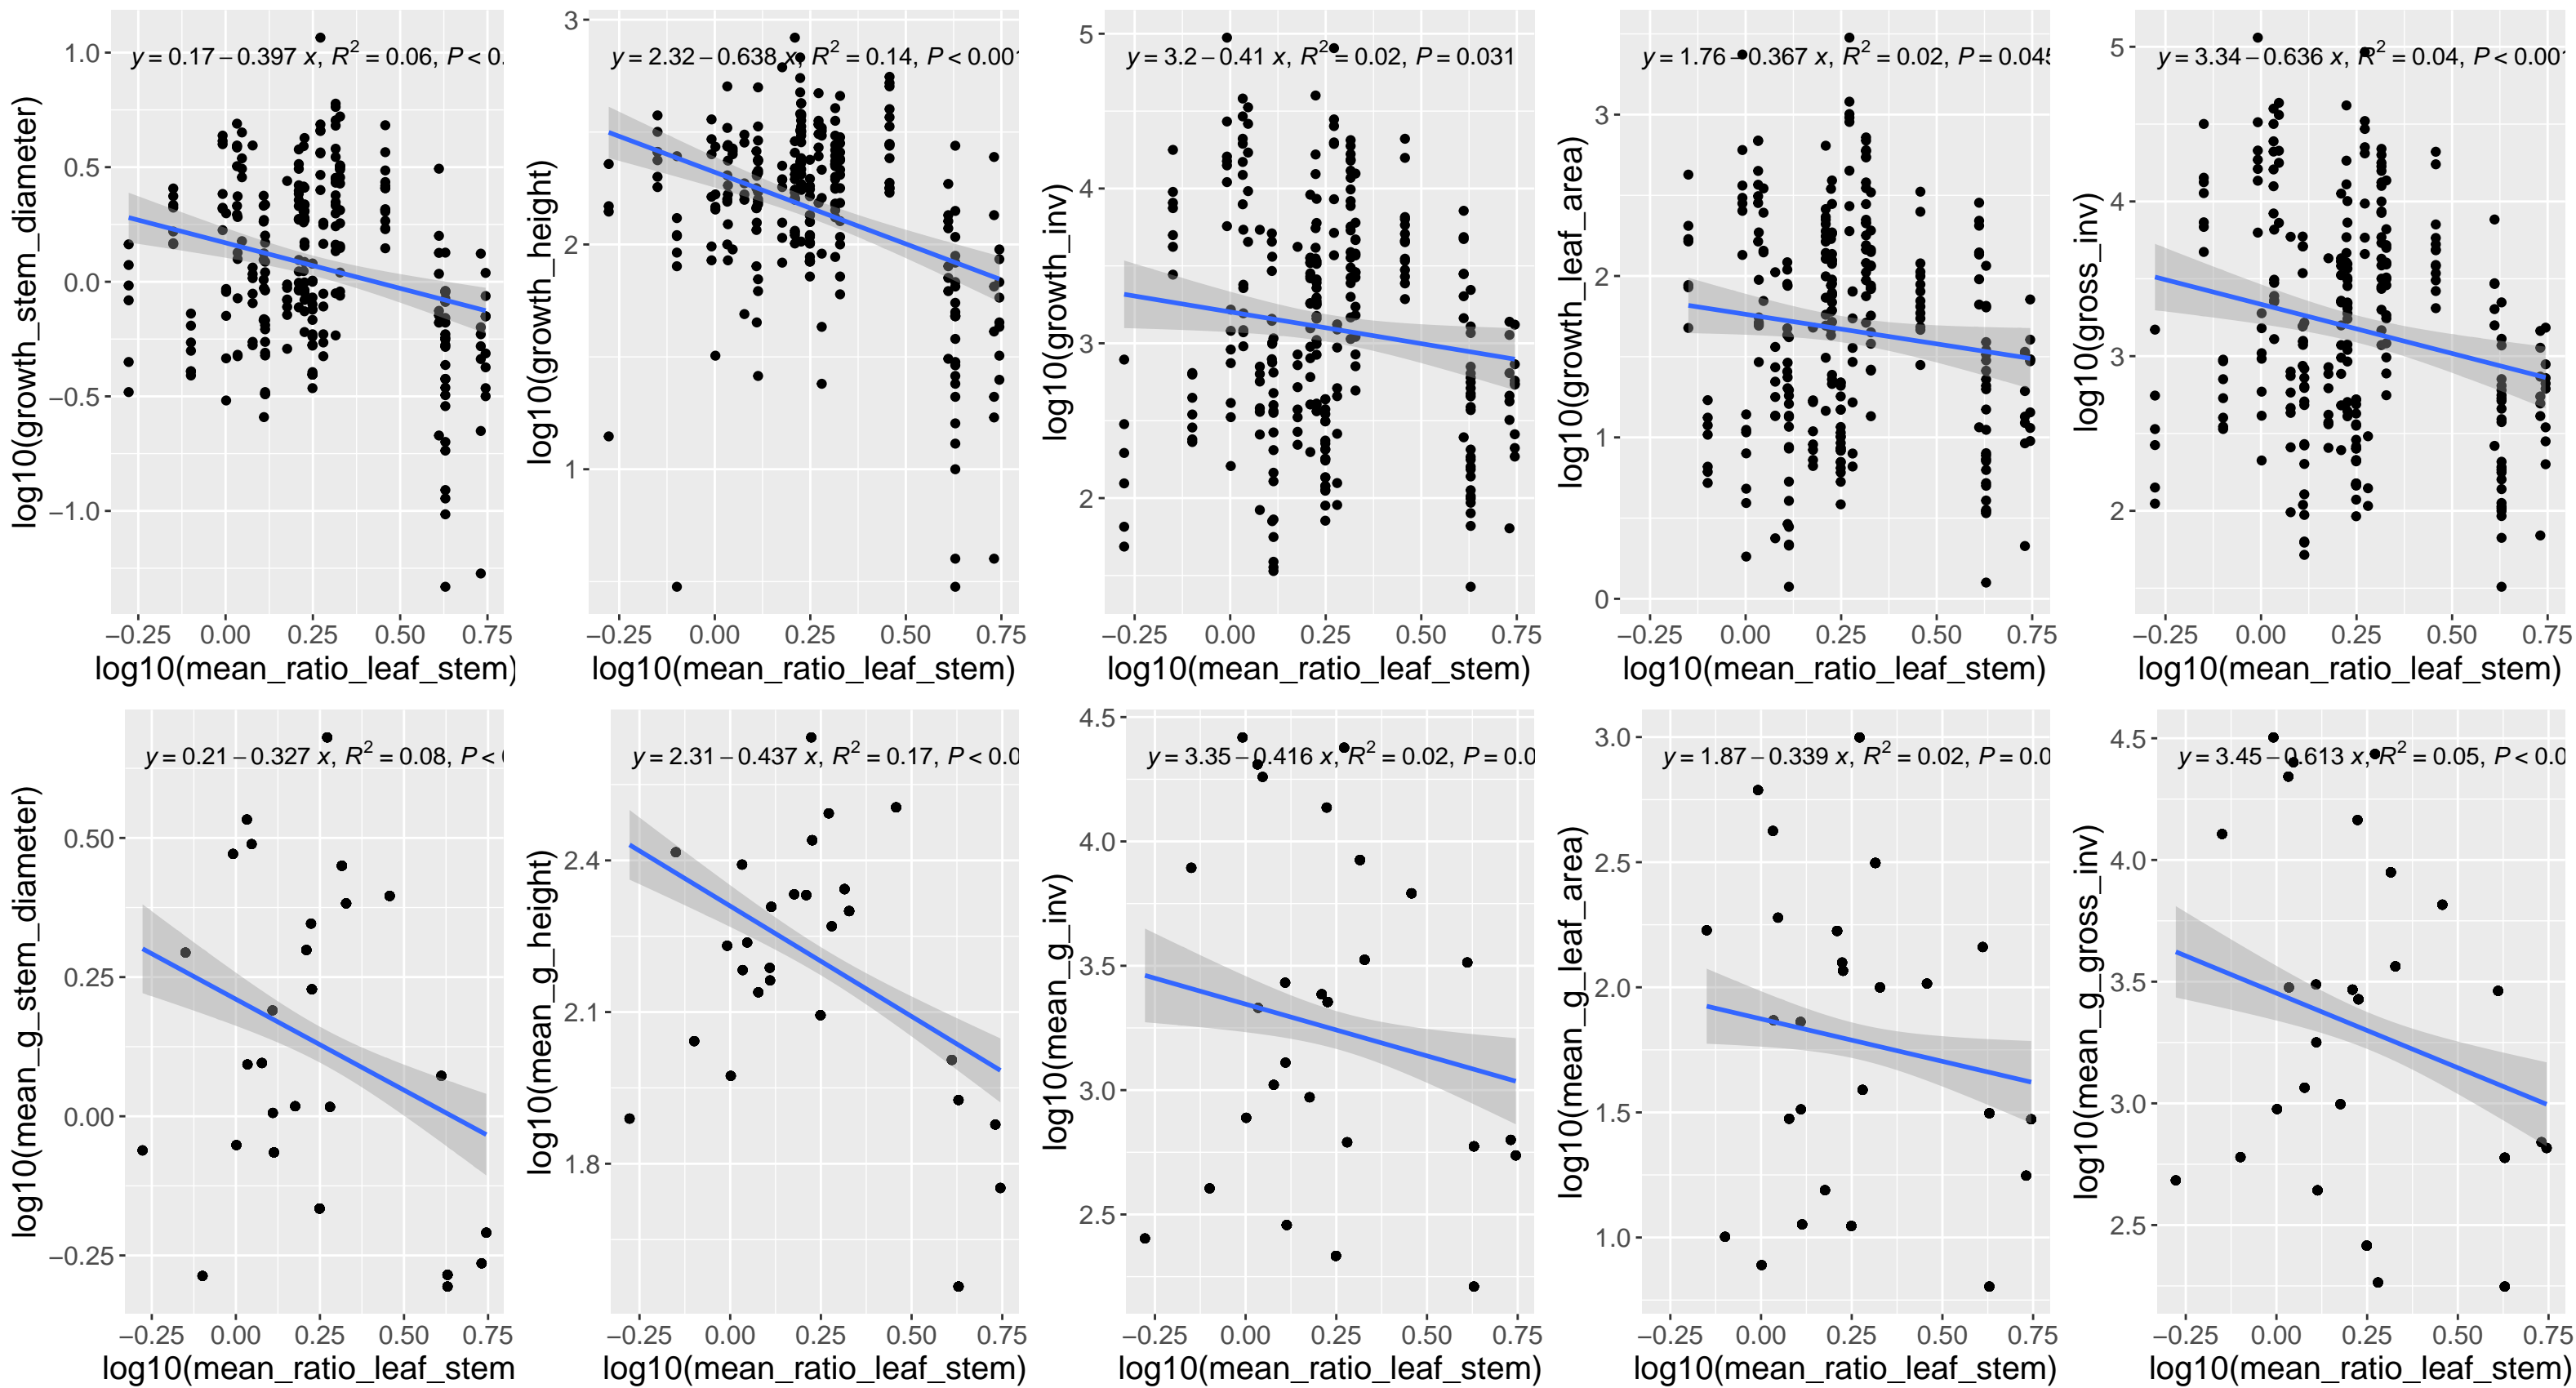 y = 0.17 − 0.397 x, R2 = 0.06, P < 0.
1.0
0.5
0.0
−0.5
−1.0
log10(growth_stem_diameter)
−0.25 0.00 0.25 0.50 0.75
log10(mean_ratio_leaf_stem)
y = 2.32 − 0.638 x, R2 = 0.14, P < 0.001
3
2
1
log10(growth_height)
−0.25 0.00 0.25 0.50 0.75
log10(mean_ratio_leaf_stem)
y = 3.2 − 0.41 x, R2 = 0.02, P = 0.031
5
4
3
2
log10(growth_inv)
−0.25 0.00 0.25 0.50 0.75
log10(mean_ratio_leaf_stem)
y = 1.76 − 0.367 x, R2 = 0.02, P = 0.045
3
2
1
0
log10(growth_leaf_area)
−0.25 0.00 0.25 0.50 0.75
log10(mean_ratio_leaf_stem)
y = 3.34 − 0.636 x, R2 = 0.04, P < 0.001
5
4
3
2
log10(gross_inv)
−0.25 0.00 0.25 0.50 0.75
log10(mean_ratio_leaf_stem)
y = 0.21 − 0.327 x, R2 = 0.08, P <
0.50
0.25
0.00
−0.25
log10(mean_g_stem_diameter)
−0.25 0.00 0.25 0.50 0.75
log10(mean_ratio_leaf_stem
y = 2.31 − 0.437 x, R2 = 0.17, P < 0.0
2.4
2.1
1.8
log10(mean_g_height)
−0.25 0.00 0.25 0.50 0.75
log10(mean_ratio_leaf_stem)
y = 3.35 − 0.416 x, R2 = 0.02, P = 0.0
4.5
4.0
3.5
3.0
2.5
log10(mean_g_inv)
−0.25 0.00 0.25 0.50 0.75
log10(mean_ratio_leaf_stem)
y = 1.87 − 0.339 x, R2 = 0.02, P = 0.0
3.0
2.5
2.0
1.5
1.0
log10(mean_g_leaf_area)
−0.25 0.00 0.25 0.50 0.75
log10(mean_ratio_leaf_stem)
y = 3.45 − 0.613 x, R2 = 0.05, P < 0.0
4.5
4.0
3.5
3.0
2.5
log10(mean_g_gross_inv)
−0.25 0.00 0.25 0.50 0.75
log10(mean_ratio_leaf_stem)